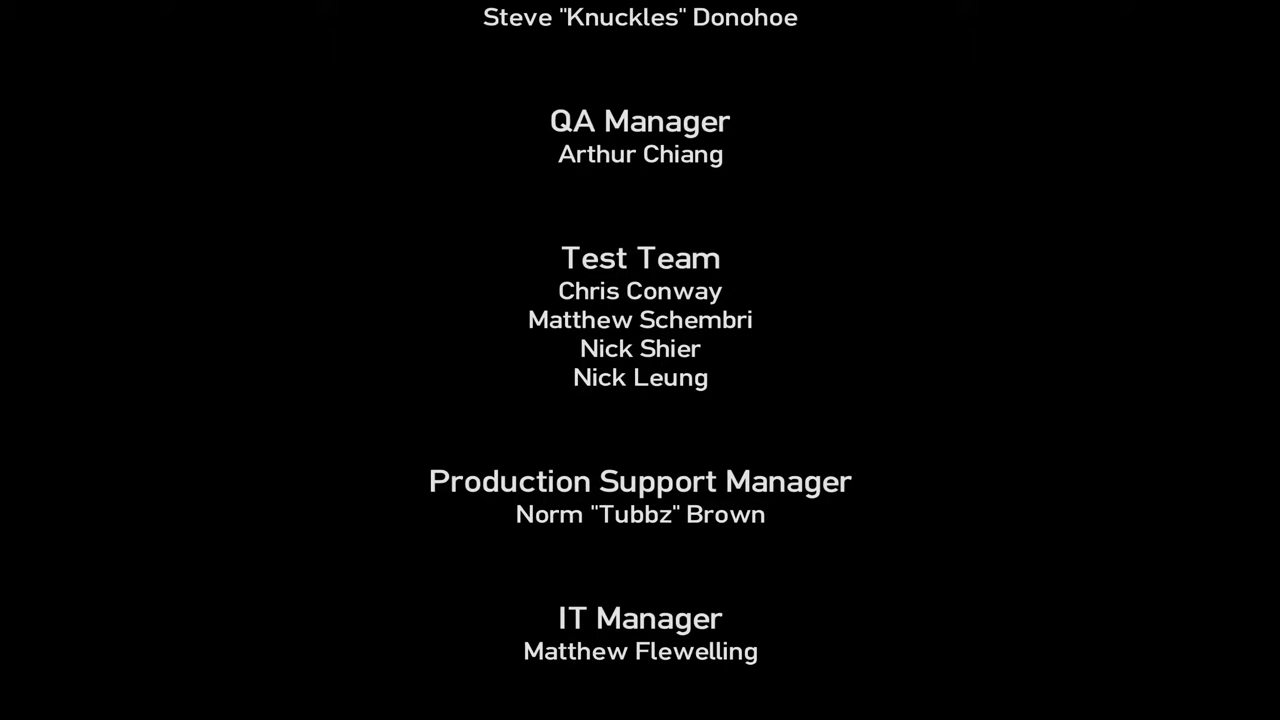 Steve "Knuckles" Donohoe
QA Manager
Arthur Chiang
Test Team
Chris Conway
Matthew Schembri
Nick Shier
Nick Leung
Production Support Manager
Norm "Tubbz" Brown
IT Manager
Matthew Flewelling